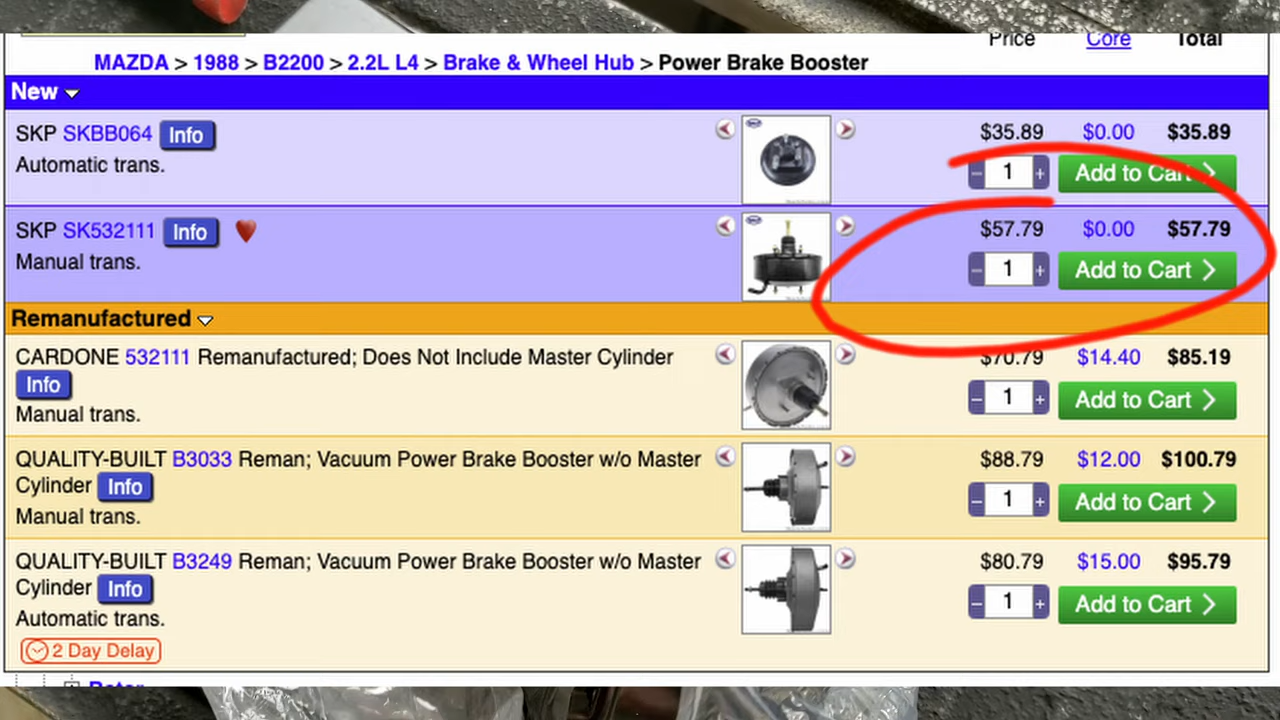 Price Core Total
MAZDA > 1988 > B2200 > 2.2L L4 > Brake & Wheel Hub > Power Brake Booster
New
SKP SKBB064 Info
Automatic trans.
$35.89 $0.00 $35.89
- 1 + Add to Cart
SKP SK532111 Info
Manual trans.
$57.79 $0.00 $57.79
- 1 + Add to Cart
Remanufactured
CARDONE 532111 Remanufactured; Does Not Include Master Cylinder
Info
Manual trans.
$70.79 $14.40 $85.19
- 1 + Add to Cart
QUALITY-BUILT B3033 Reman; Vacuum Power Brake Booster w/o Master
Cylinder Info
Manual trans.
$88.79 $12.00 $100.79
- 1 + Add to Cart
QUALITY-BUILT B3249 Reman; Vacuum Power Brake Booster w/o Master
Cylinder Info
Automatic trans.
2 Day Delay
$80.79 $15.00 $95.79
- 1 + Add to Cart